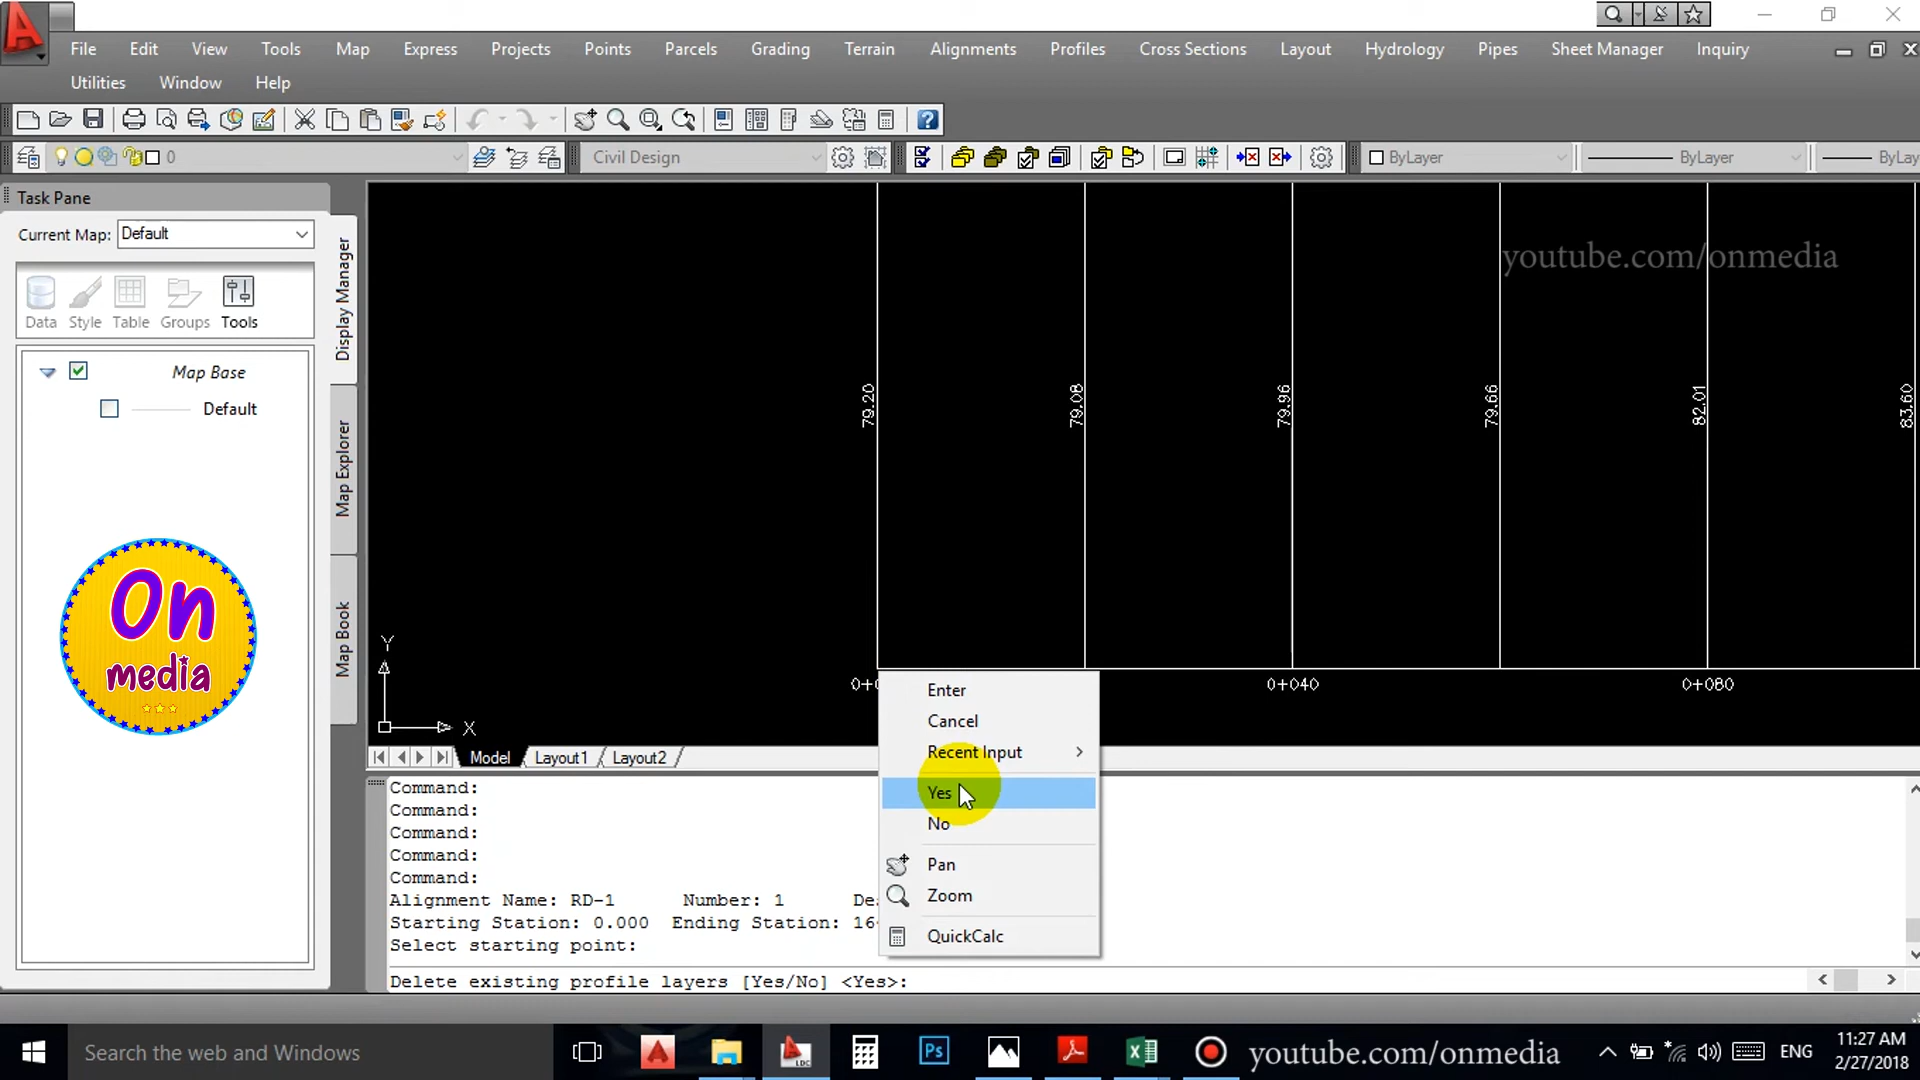 File Edit View Tools Map Express Projects Points Parcels Grading Terrain Alignments Profiles Cross Sections Layout Hydrology Pipes Sheet Manager Inquiry
Utilities Window Help
0 Civil Design ByLayer ByLayer ByLay
Task Pane
Current Map: Default
Data Style Table Groups Tools
Map Base
Default
Display Manager
Map Explorer
Map Book
On
media
youtube.com/onmedia
79.20 79.08 79.96 79.66 82.01 83.60
0+0 0+040 0+080
Y
X
Model Layout1 Layout2
Enter
Cancel
Recent Input
Yes
No
Pan
Zoom
QuickCalc
Command:
Command:
Command:
Command:
Command:
Alignment Name: RD-1 Number: 1 De
Starting Station: 0.000 Ending Station: 16
Select starting point:
Delete existing profile layers [Yes/No] <Yes>:
Search the web and Windows
LDC
Ps
youtube.com/onmedia
ENG
11:27 AM
2/27/2018